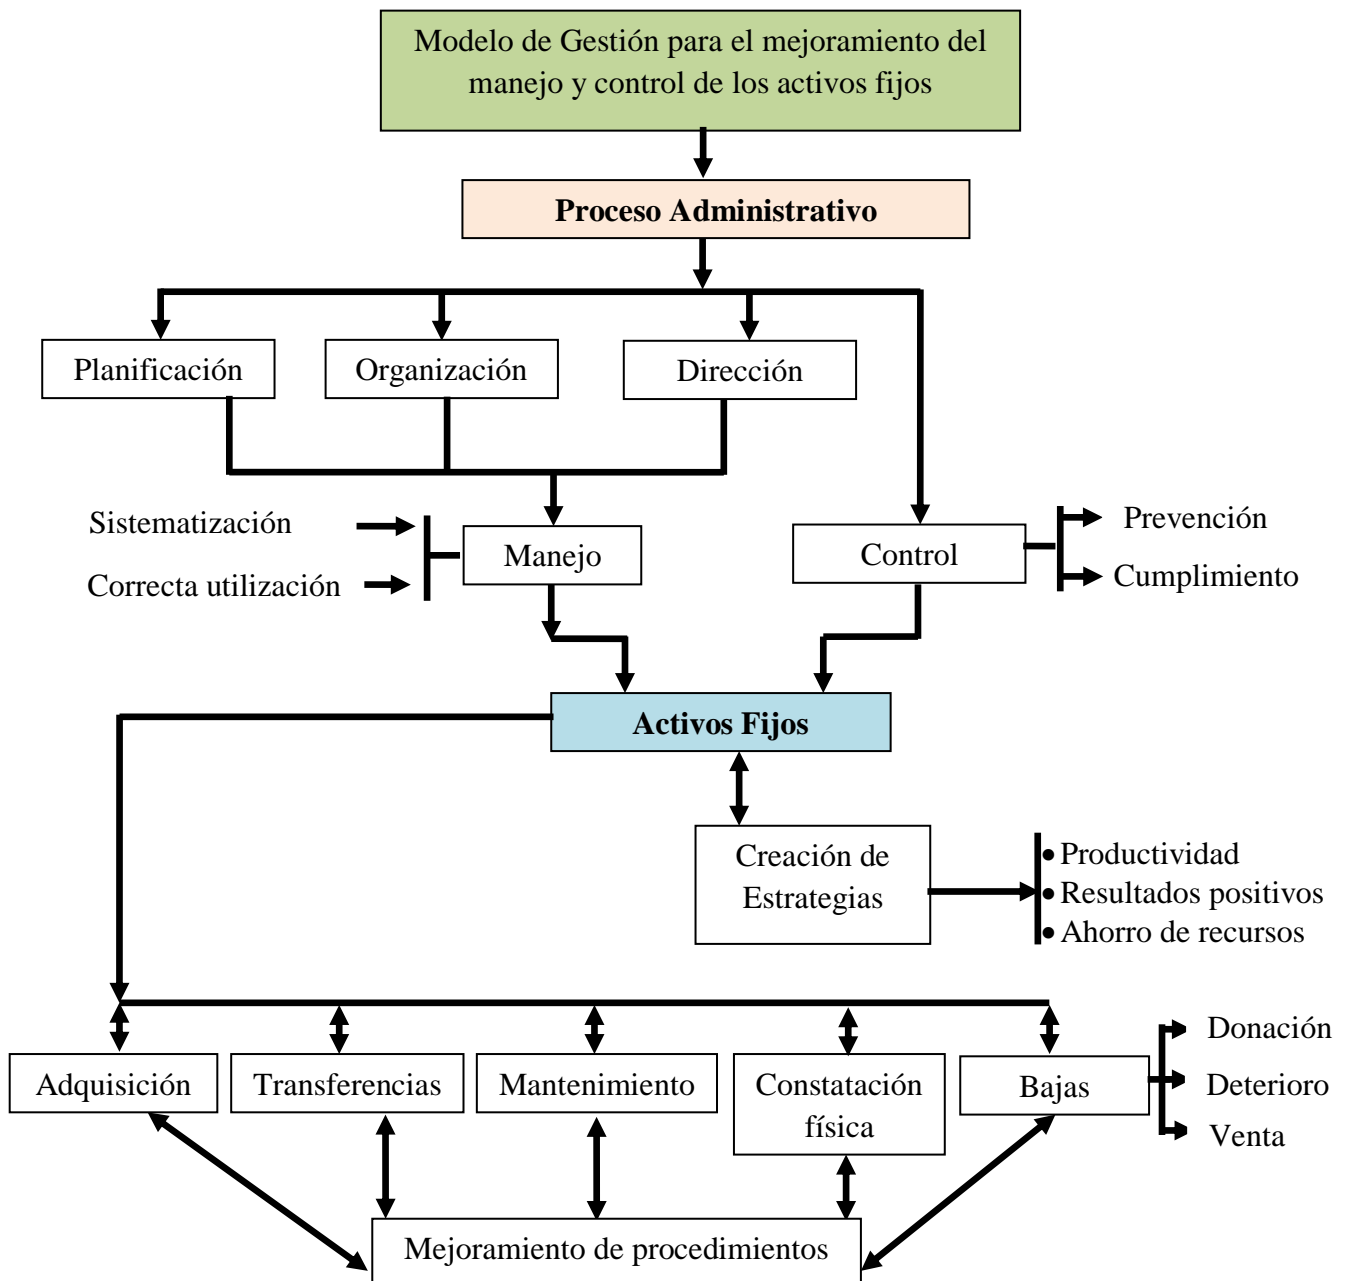 Modelo de Gestión para el mejoramiento del
manejo y control de los activos fijos
Proceso Administrativo
Planificación
Organización
Dirección
Sistematización
Correcta utilización
Manejo
Control
Prevención
Cumplimiento
Activos Fijos
Creación de
Estrategias
• Productividad
• Resultados positivos
• Ahorro de recursos
Adquisición
Transferencias
Mantenimiento
Constatación
física
Bajas
Donación
Deterioro
Venta
Mejoramiento de procedimientos